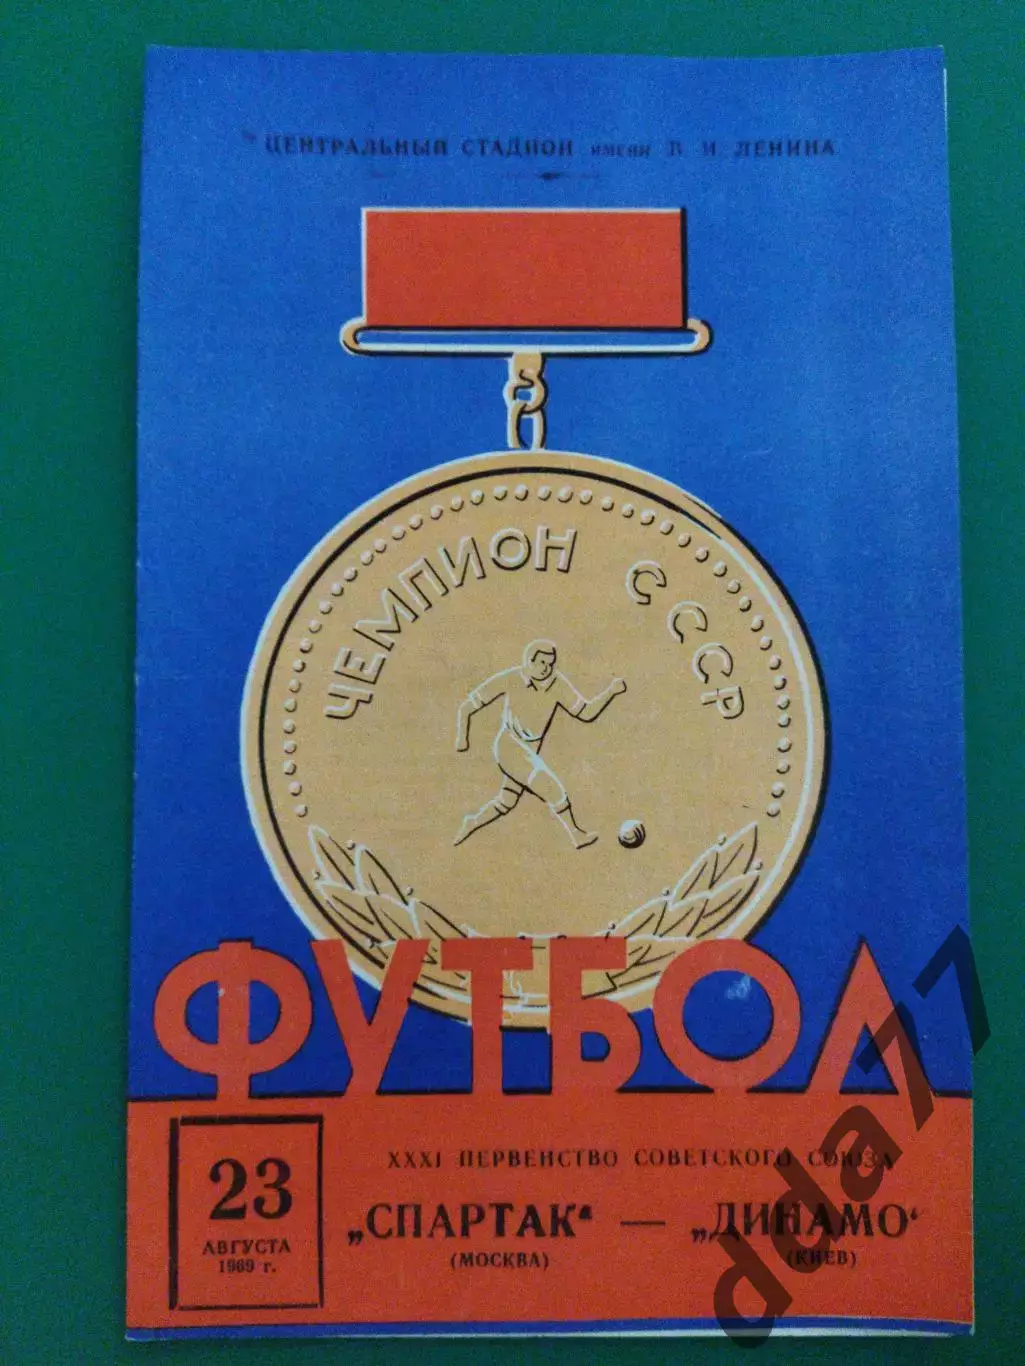 ЦЕНТРАЛЬНЫЙ СТАДИОН имени В И ЛЕНИНА
ЧЕМПИОН СССР
ФУТБОЛ
23
АВГУСТА
1969 г.
XXXI ПЕРВЕНСТВО СОВЕТСКОГО СОЮЗА
„СПАРТАК“ — „ДИНАМО“
(МОСКВА) (КИЕВ)
dda77